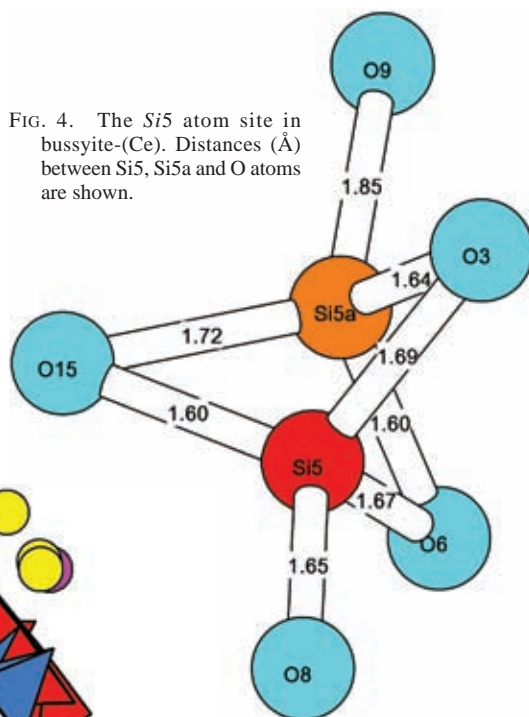 O9
FIG. 4. The Si5 atom site in
bussyite-(Ce). Distances (Å)
between Si5, Si5a and O atoms
are shown.
1.85
O3
1.64
Si5a
1.72
1.69
O15
1.60
1.60
Si5
1.67
O6
1.65
O8